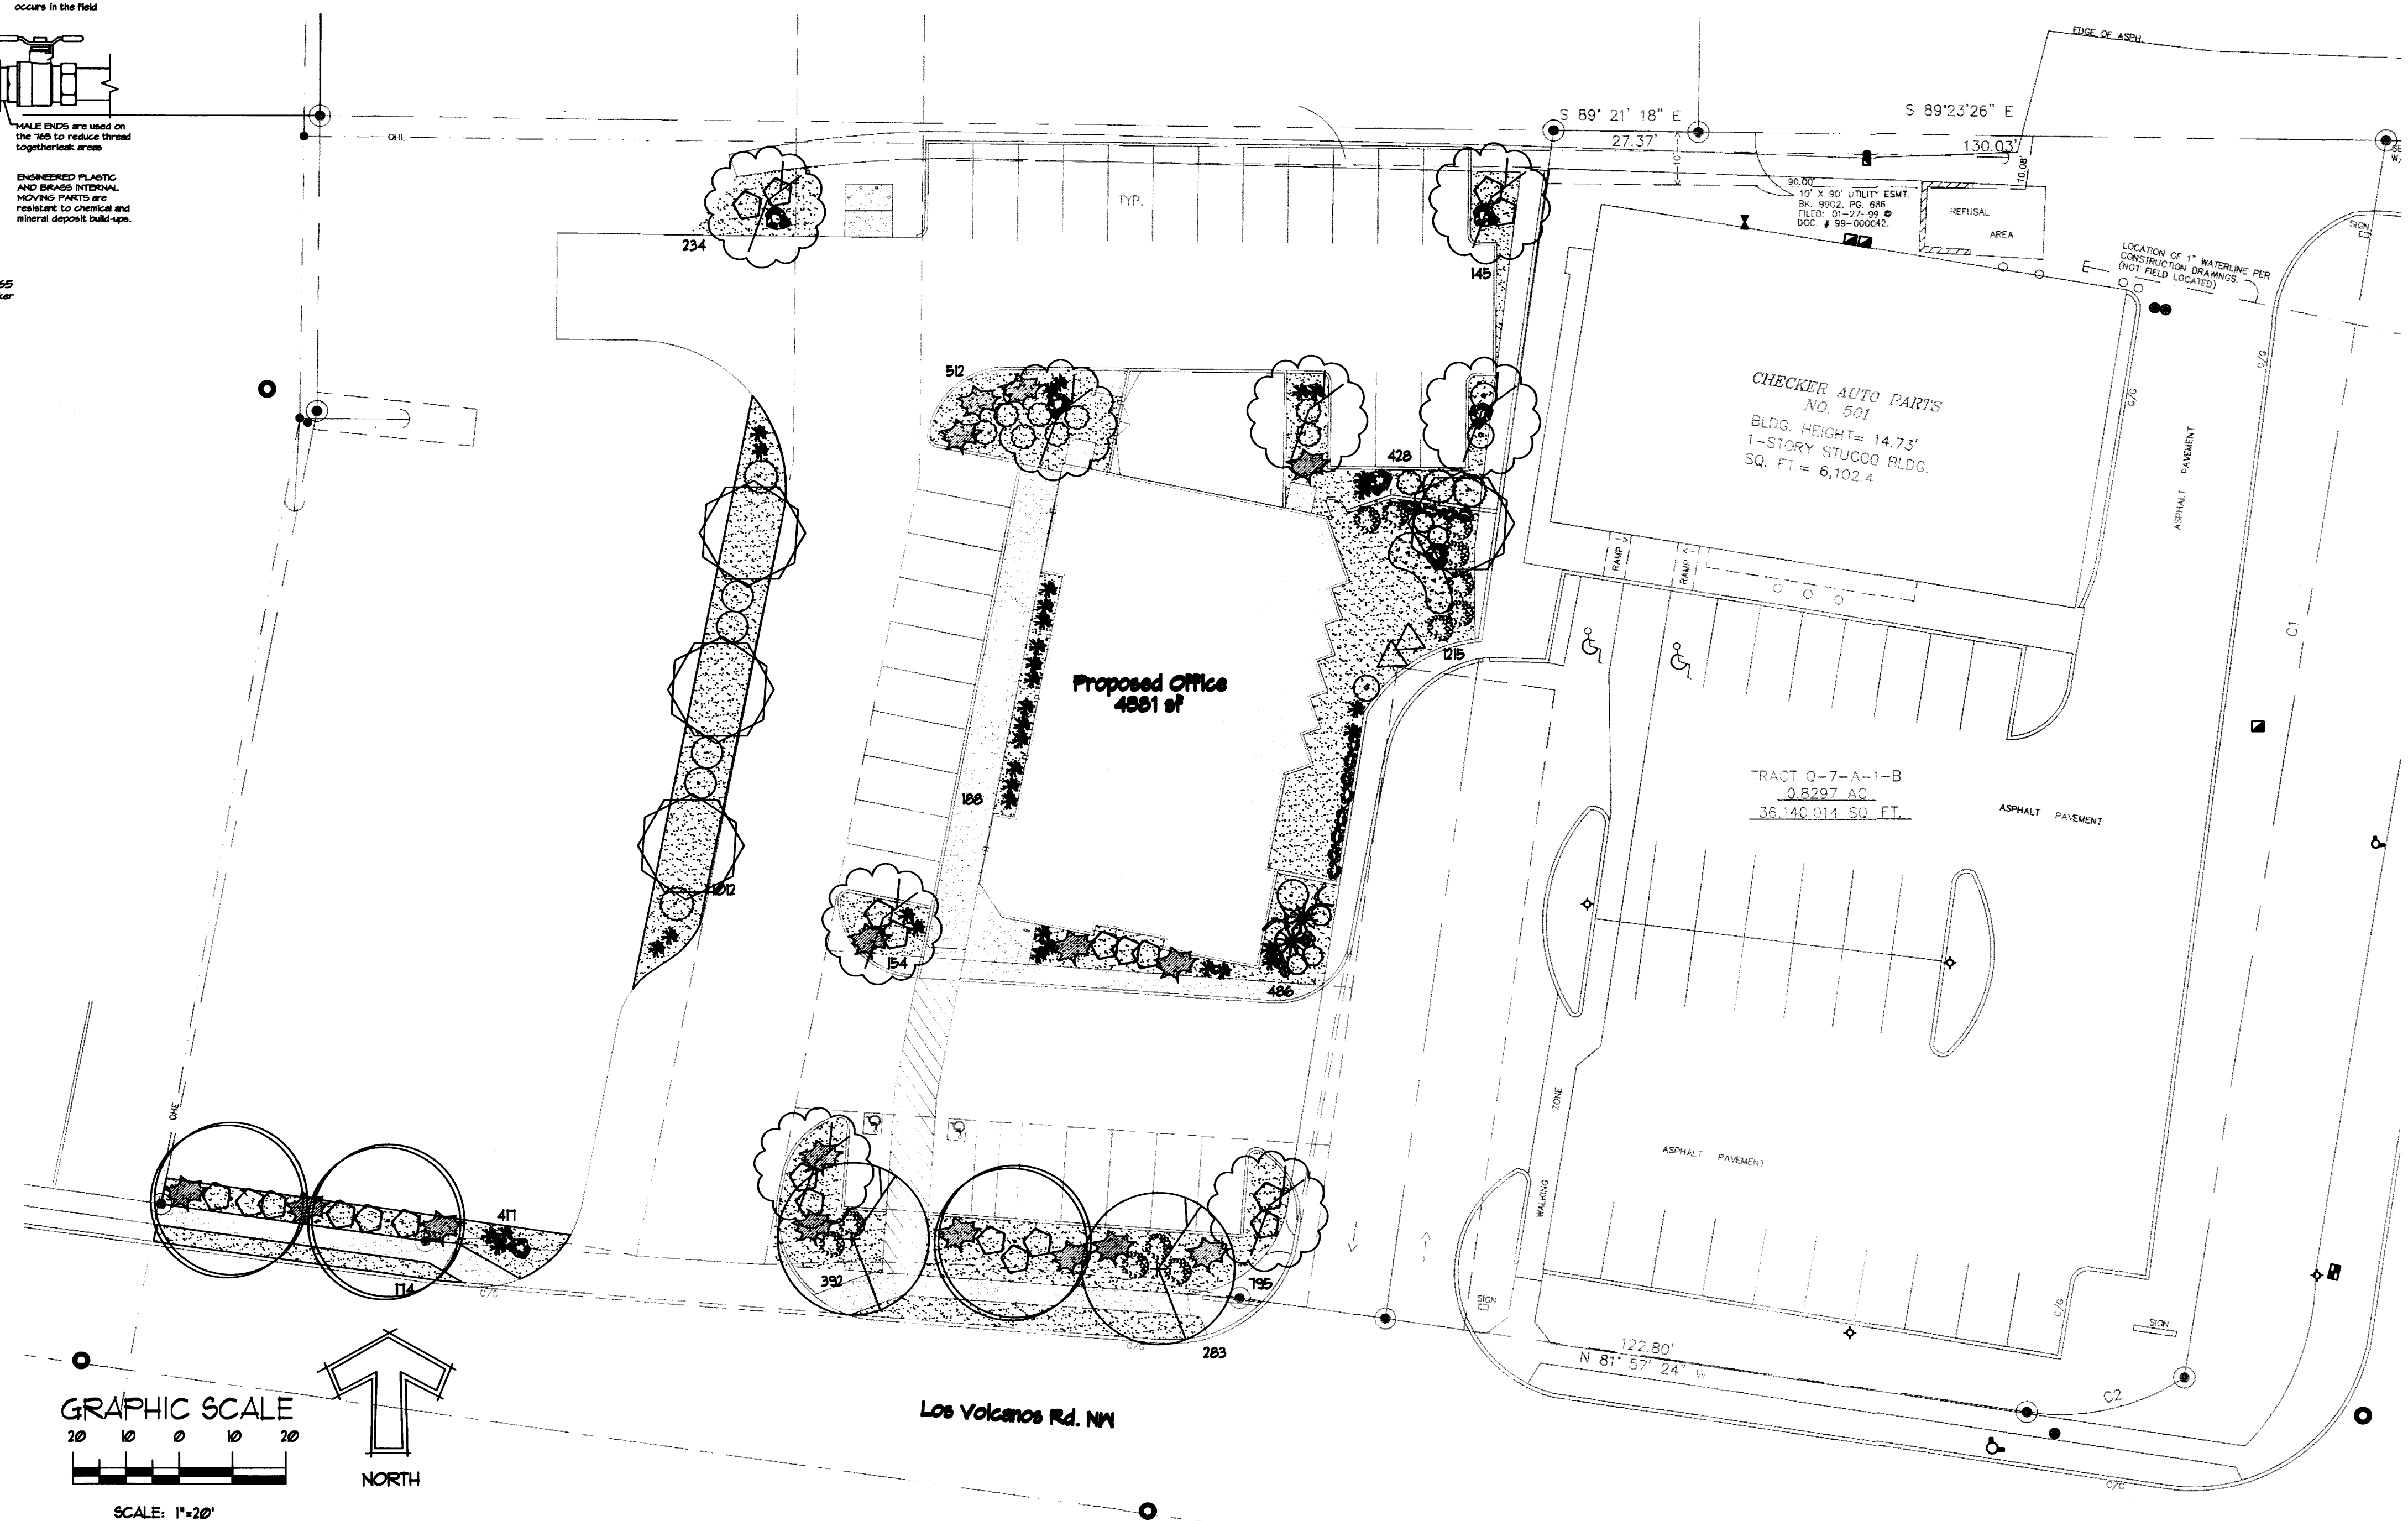 occurs in the field
MALE ENDS are used on
the 765 to reduce thread
togetherleak areas
ENGINEERED PLASTIC
AND BRASS INTERNAL
MOVING PARTS are
resistant to chemical and
mineral deposit build-ups.
OHE
EDGE OF ASPH.
S 89° 21' 18" E
27.37'
S 89°23'26" E
130.03'
10'
10.08'
90.00'
10' X 90' UTILITY ESMT.
BK. 9902, PG. 686
FILED: 01-27-99 @
DOC. # 99-000042.
REFUSAL
AREA
SIGN
LOCATION OF 1" WATERLINE PER
CONSTRUCTION DRAWINGS.
(NOT FIELD LOCATED)
TYP.
234
145
512
428
CHECKER AUTO PARTS
NO. 501
BLDG. HEIGHT= 14.73'
1-STORY STUCCO BLDG.
SQ. FT.= 6,102.4
C/G
C/G
ASPHALT PAVEMENT
RAMP
RAMP
C1
Proposed Office
4881 sf
1215
188
TRACT Q-7-A-1-B
0.8297 AC
36,140.014 SQ. FT.
ASPHALT PAVEMENT
1012
154
486
OHE
ZONE
WALKING
ASPHALT PAVEMENT
417
174
C/G
392
795
283
C/G
SIGN
SIGN
C/G
122.80'
N 81° 57' 24" W
C2
C/G
Los Volcanos Rd. NW
GRAPHIC SCALE
20 10 0 10 20
SCALE: 1"=20'
NORTH